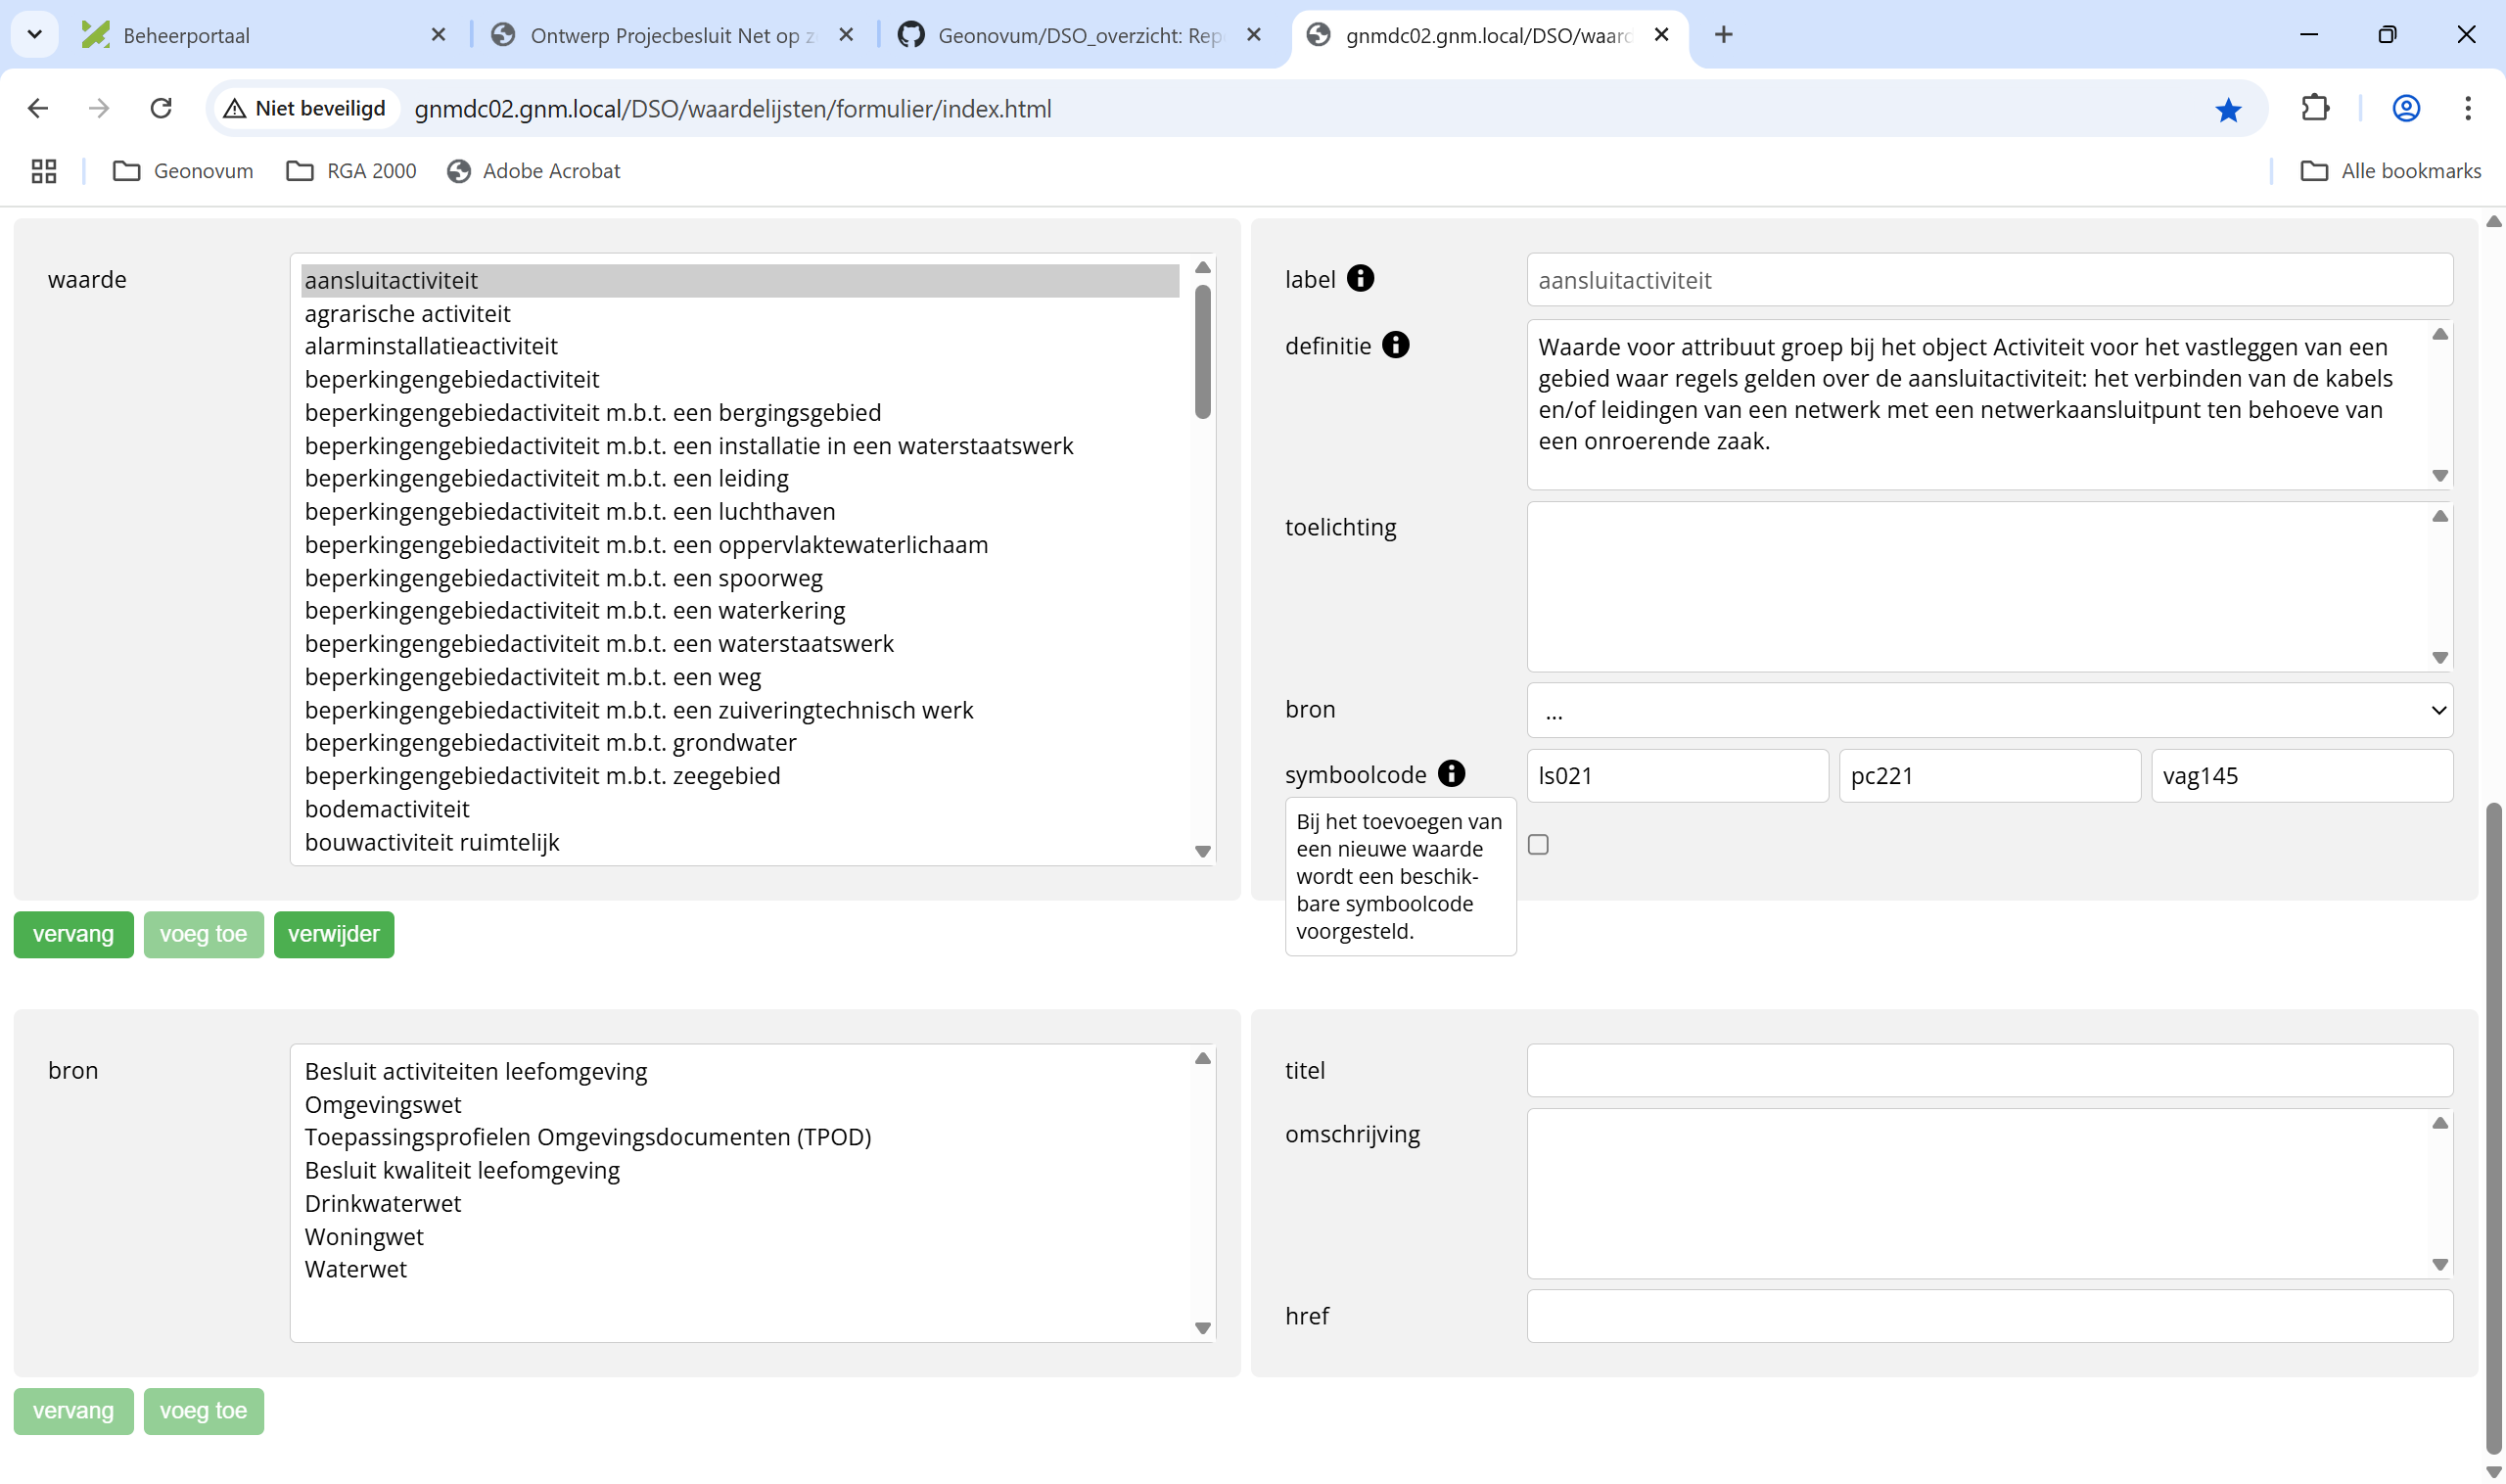 Beheerportaal
Ontwerp Projecbesluit Net op z
Geonovum/DSO_overzicht: Rep
gnmdc02.gnm.local/DSO/waard
Niet beveiligd
gnmdc02.gnm.local/DSO/waardelijsten/formulier/index.html
Geonovum
RGA 2000
Adobe Acrobat
Alle bookmarks
waarde
aansluitactiviteit
agrarische activiteit
alarminstallatieactiviteit
beperkingengebiedactiviteit
beperkingengebiedactiviteit m.b.t. een bergingsgebied
beperkingengebiedactiviteit m.b.t. een installatie in een waterstaatswerk
beperkingengebiedactiviteit m.b.t. een leiding
beperkingengebiedactiviteit m.b.t. een luchthaven
beperkingengebiedactiviteit m.b.t. een oppervlaktewaterlichaam
beperkingengebiedactiviteit m.b.t. een spoorweg
beperkingengebiedactiviteit m.b.t. een waterkering
beperkingengebiedactiviteit m.b.t. een waterstaatswerk
beperkingengebiedactiviteit m.b.t. een weg
beperkingengebiedactiviteit m.b.t. een zuiveringtechnisch werk
beperkingengebiedactiviteit m.b.t. grondwater
beperkingengebiedactiviteit m.b.t. zeegebied
bodemactiviteit
bouwactiviteit ruimtelijk
label
aansluitactiviteit
definitie
Waarde voor attribuut groep bij het object Activiteit voor het vastleggen van een
gebied waar regels gelden over de aansluitactiviteit: het verbinden van de kabels
en/of leidingen van een netwerk met een netwerkaansluitpunt ten behoeve van
een onroerende zaak.
toelichting
bron
...
symboolcode
ls021
pc221
vag145
Bij het toevoegen van
een nieuwe waarde
wordt een beschik-
bare symboolcode
voorgesteld.
vervang
voeg toe
verwijder
bron
Besluit activiteiten leefomgeving
Omgevingswet
Toepassingsprofielen Omgevingsdocumenten (TPOD)
Besluit kwaliteit leefomgeving
Drinkwaterwet
Woningwet
Waterwet
titel
omschrijving
href
vervang
voeg toe